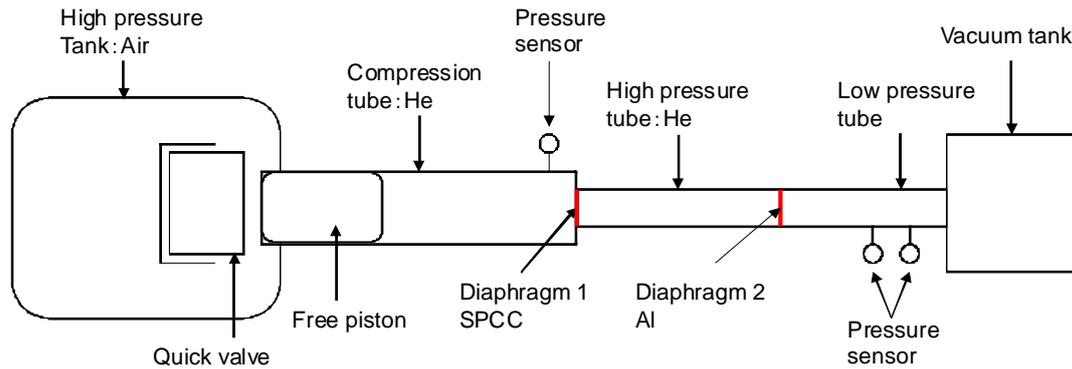 High pressure
Tank:Air
Compression
tube:He
Pressure
sensor
High pressure
tube:He
Low pressure
tube
Vacuum tank
Quick valve
Free piston
Diaphragm 1
SPCC
Diaphragm 2
Al
Pressure
sensor